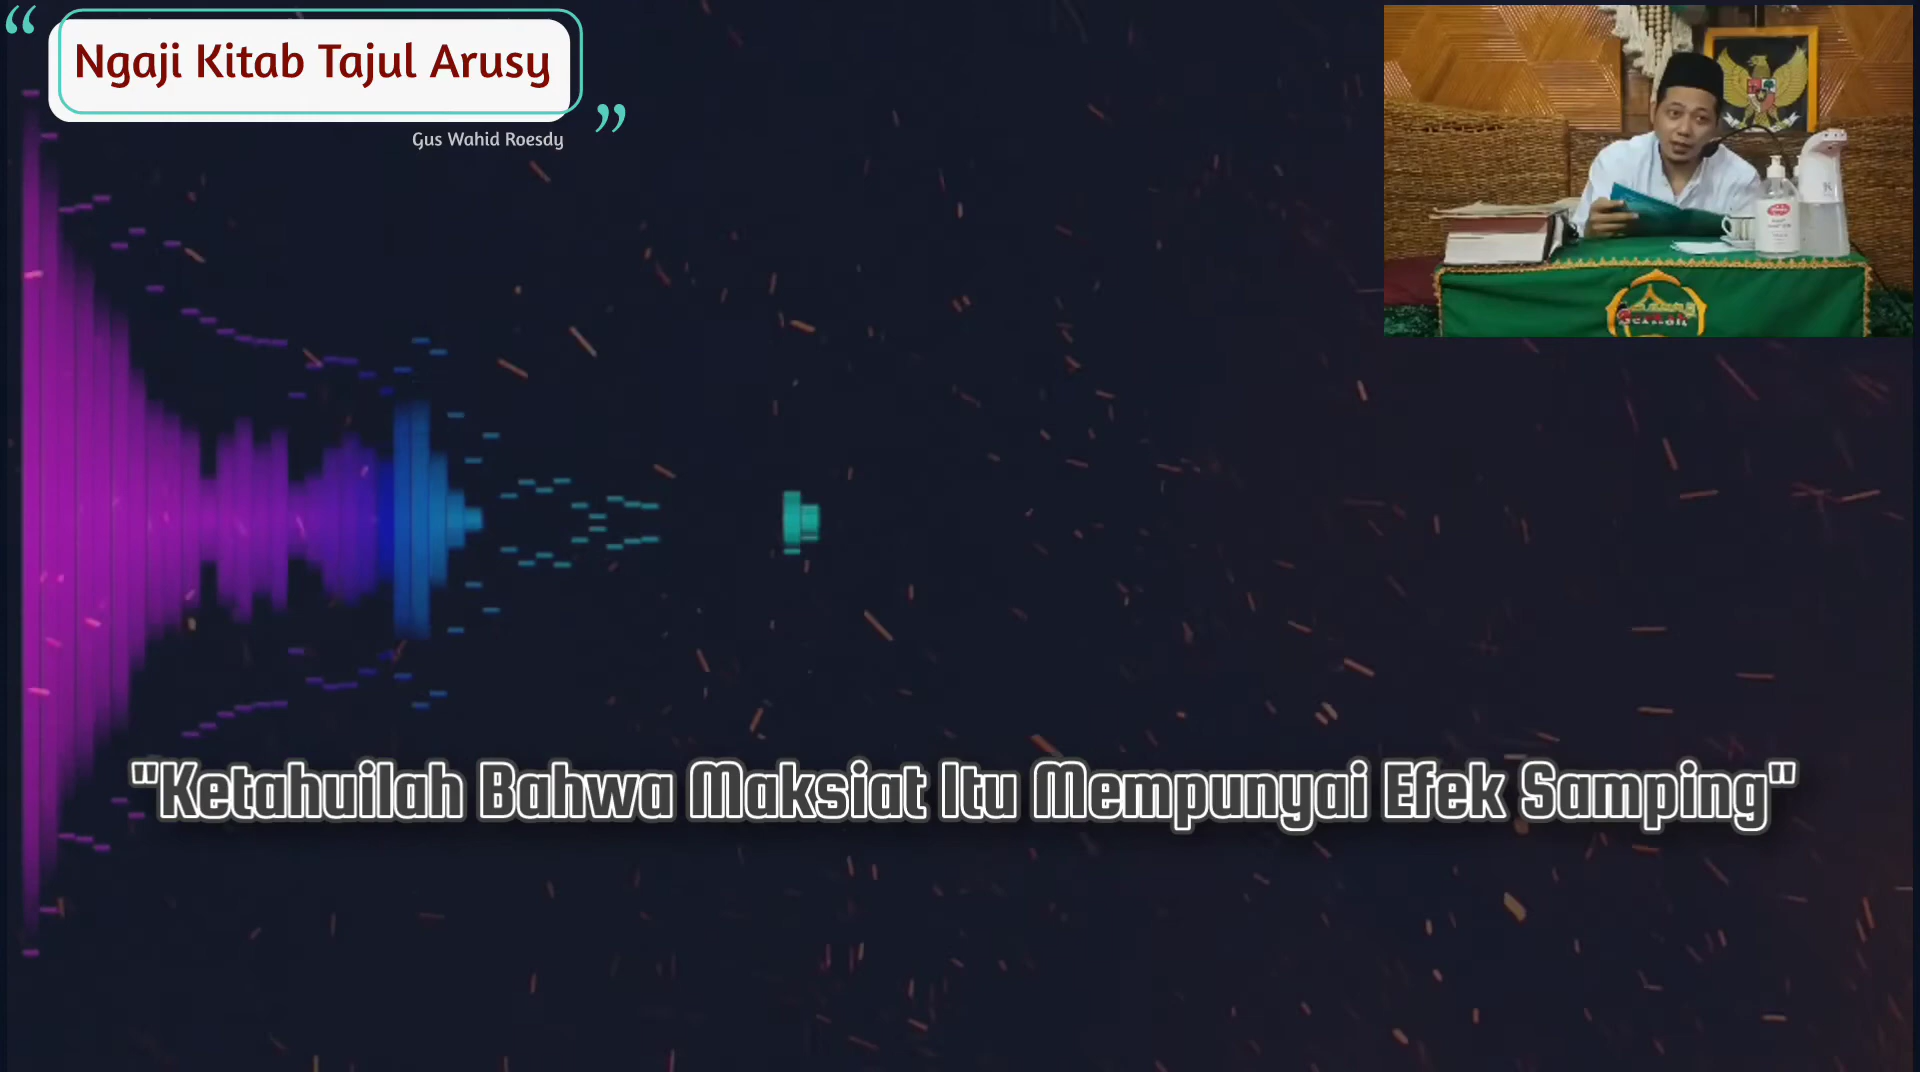 Ngaji Kitab Tajul Arusy
Gus Wahid Roesdy
"Ketahuilah Bahwa Maksiat Itu Mempunyai Efek Samping"